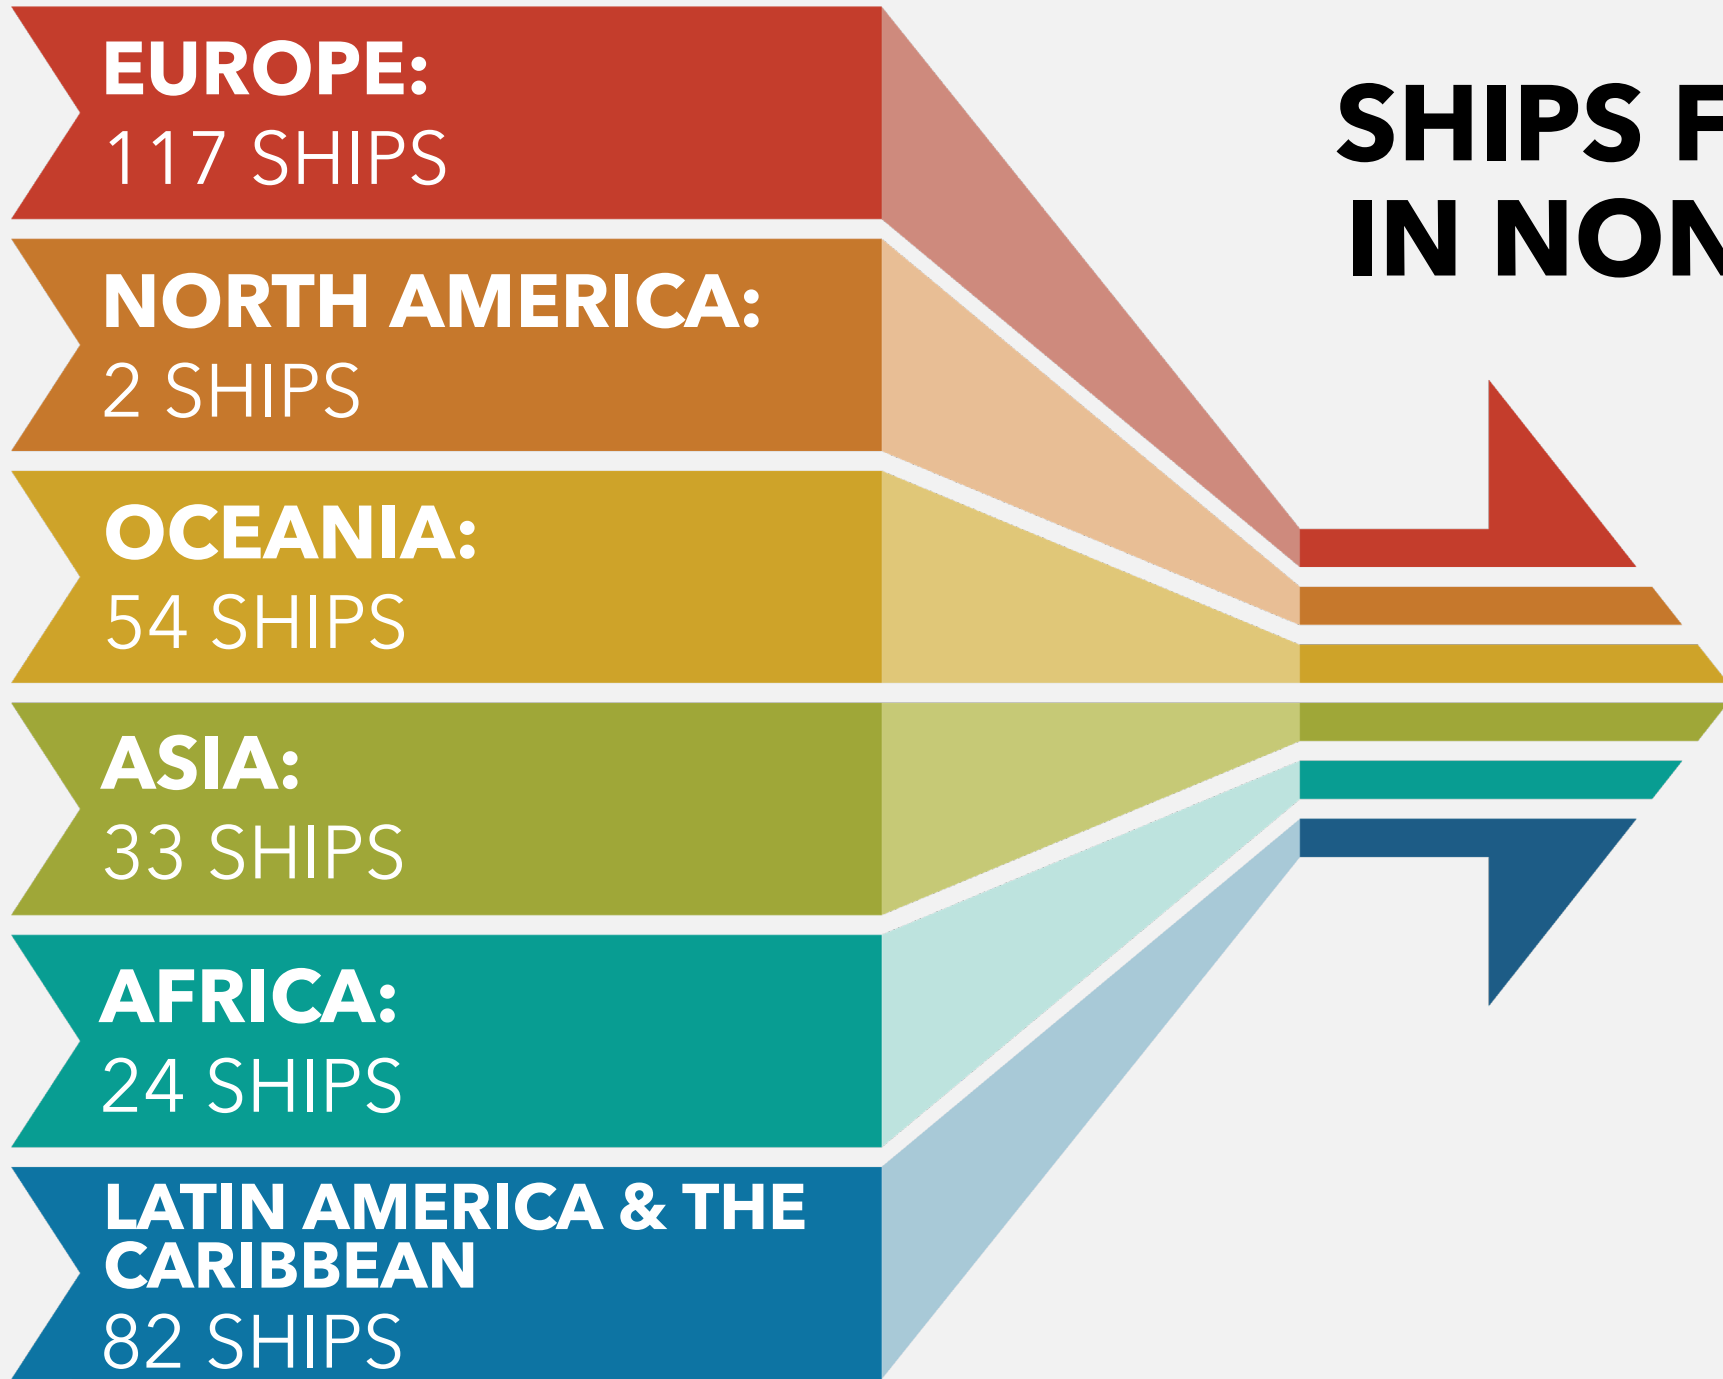 EUROPE:
117 SHIPS
SHIPS
IN
NORTH AMERICA:
2 SHIPS
OCEANIA:
54 SHIPS
ASIA:
33 SHIPS
AFRICA:
24 SHIPS
LATIN AMERICA & THE
CARIBBEAN
82 SHIPS